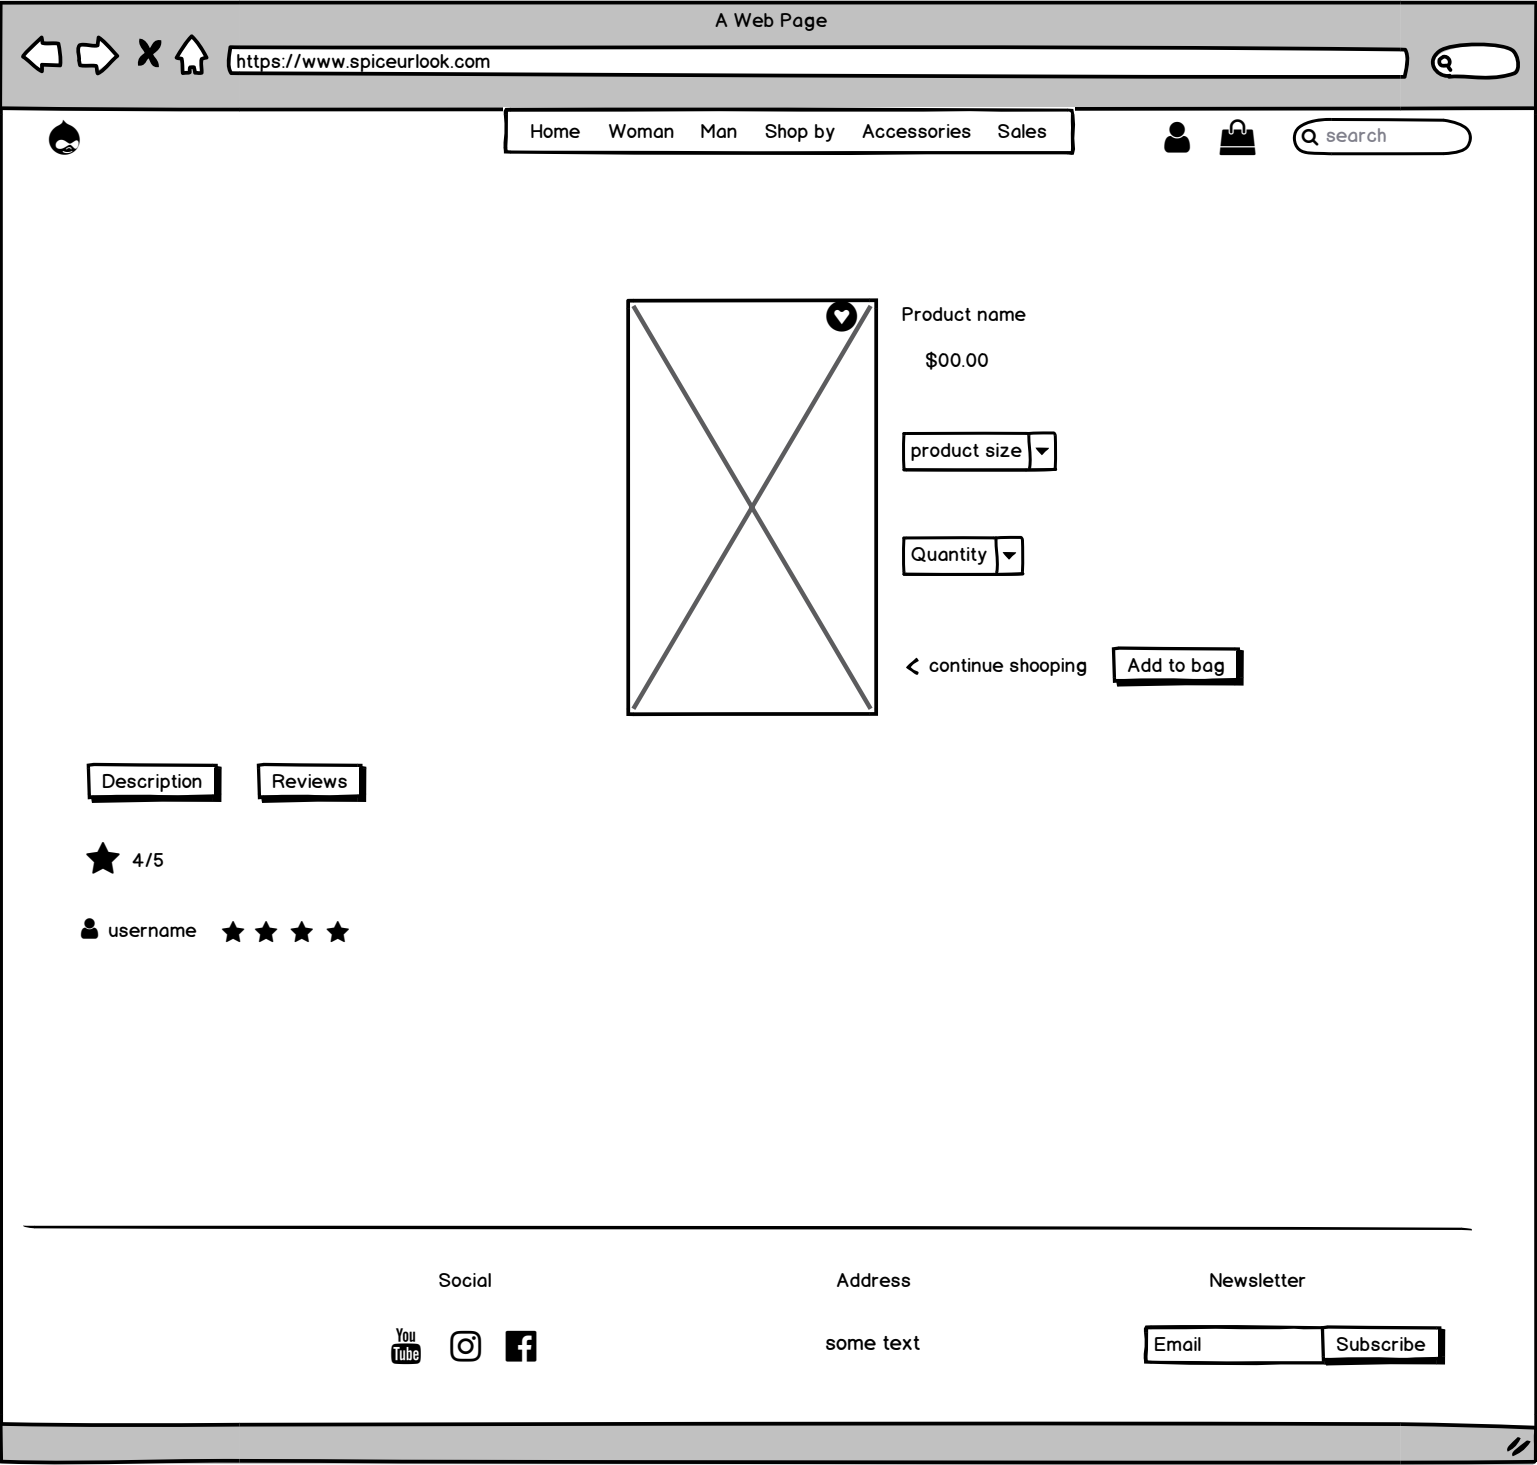 A Web Page
https://www.spiceurlook.com
Home Woman Man Shop by Accessories Sales
search
Product name
$00.00
product size
Quantity
continue shooping
Add to bag
Description Reviews
4/5
username
Social Address Newsletter
You
Tube
some text
Email Subscribe